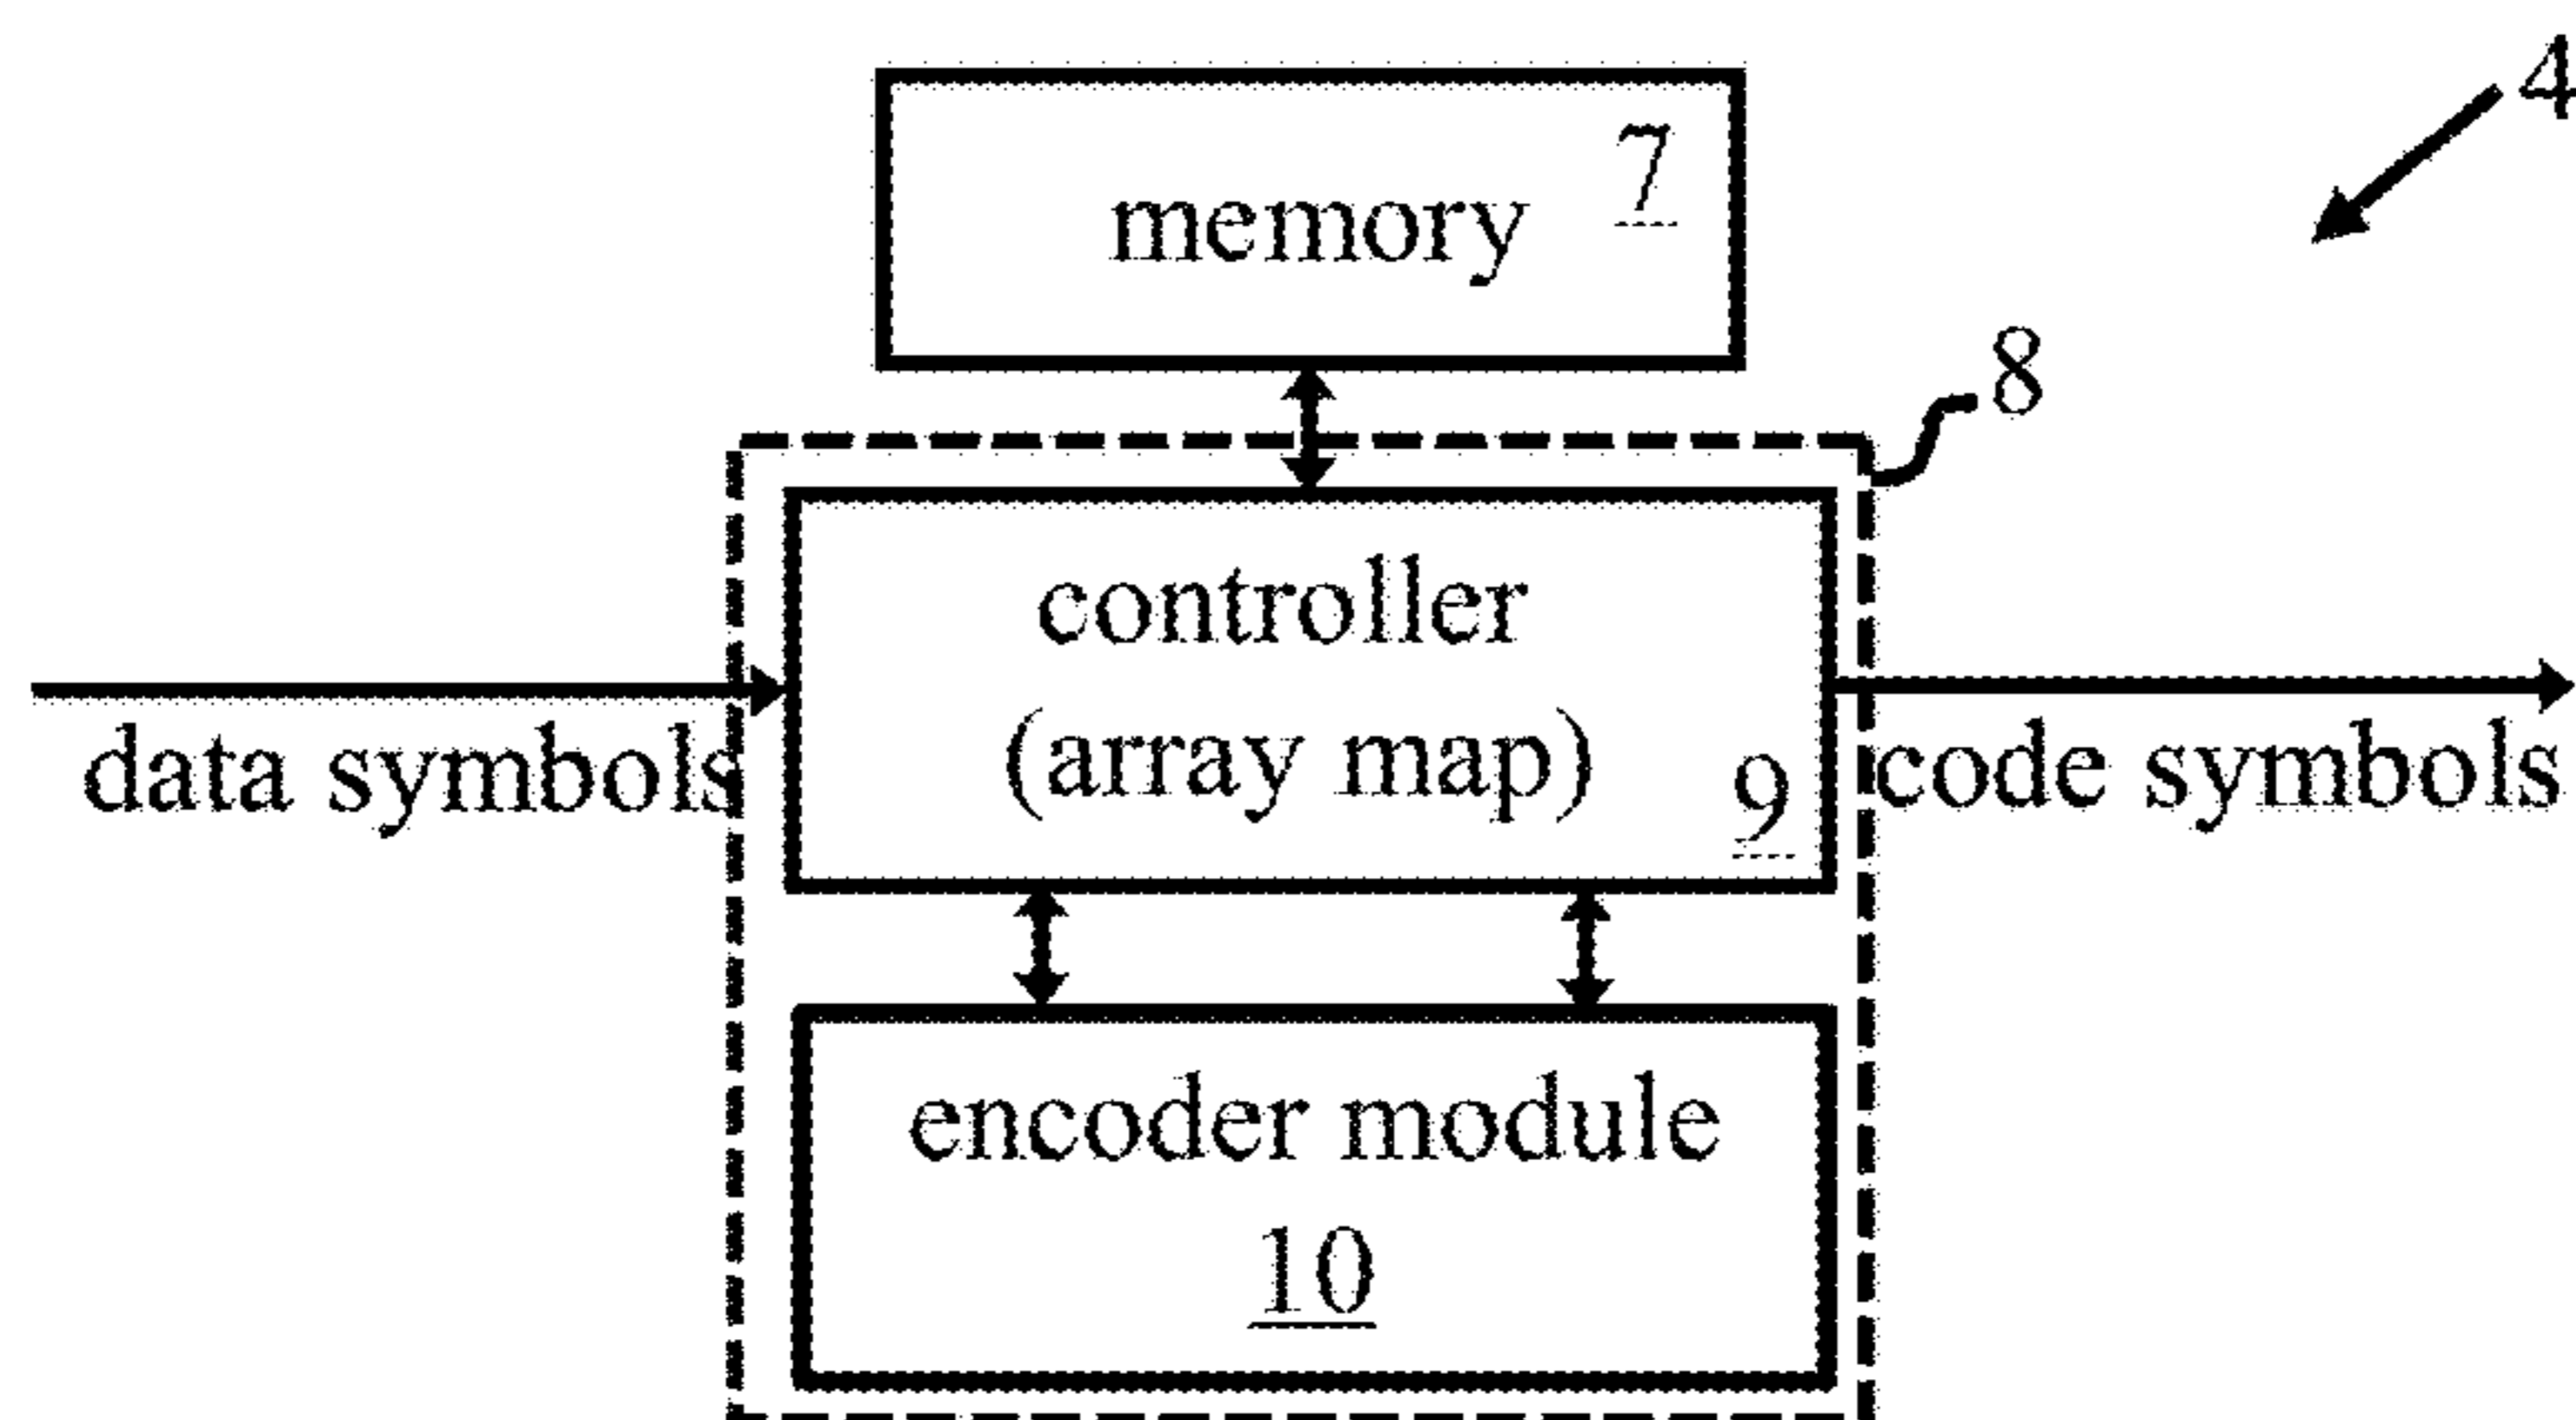 4
7
memory
8
controller
(array map)
9
data symbols
code symbols
encoder module
10